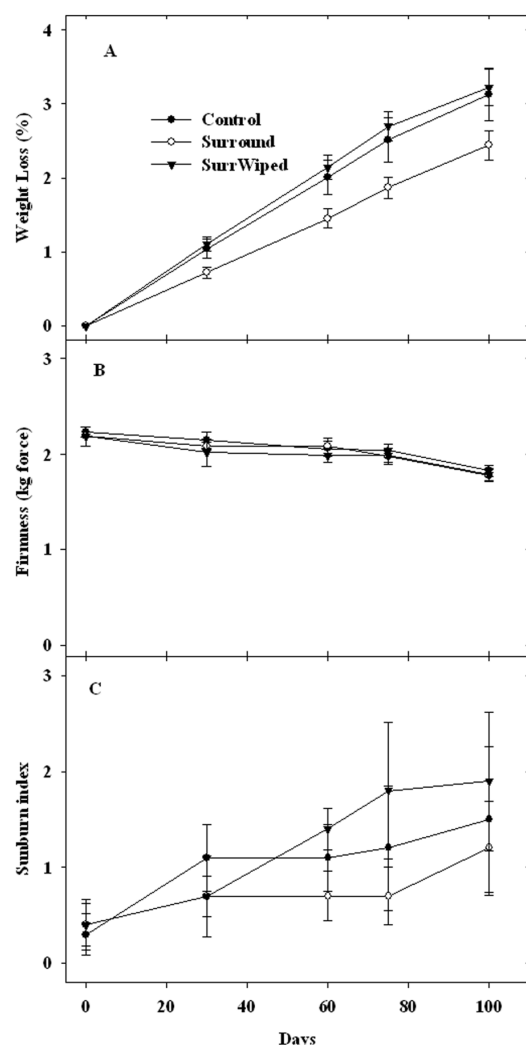 4
A
3
Control
Surround
SurrWiped
2
1
0
Weight Loss (%)
3
B
2
1
0
Firmness (kg force)
3
C
2
1
0
Sunburn index
0 20 40 60 80 100
Days